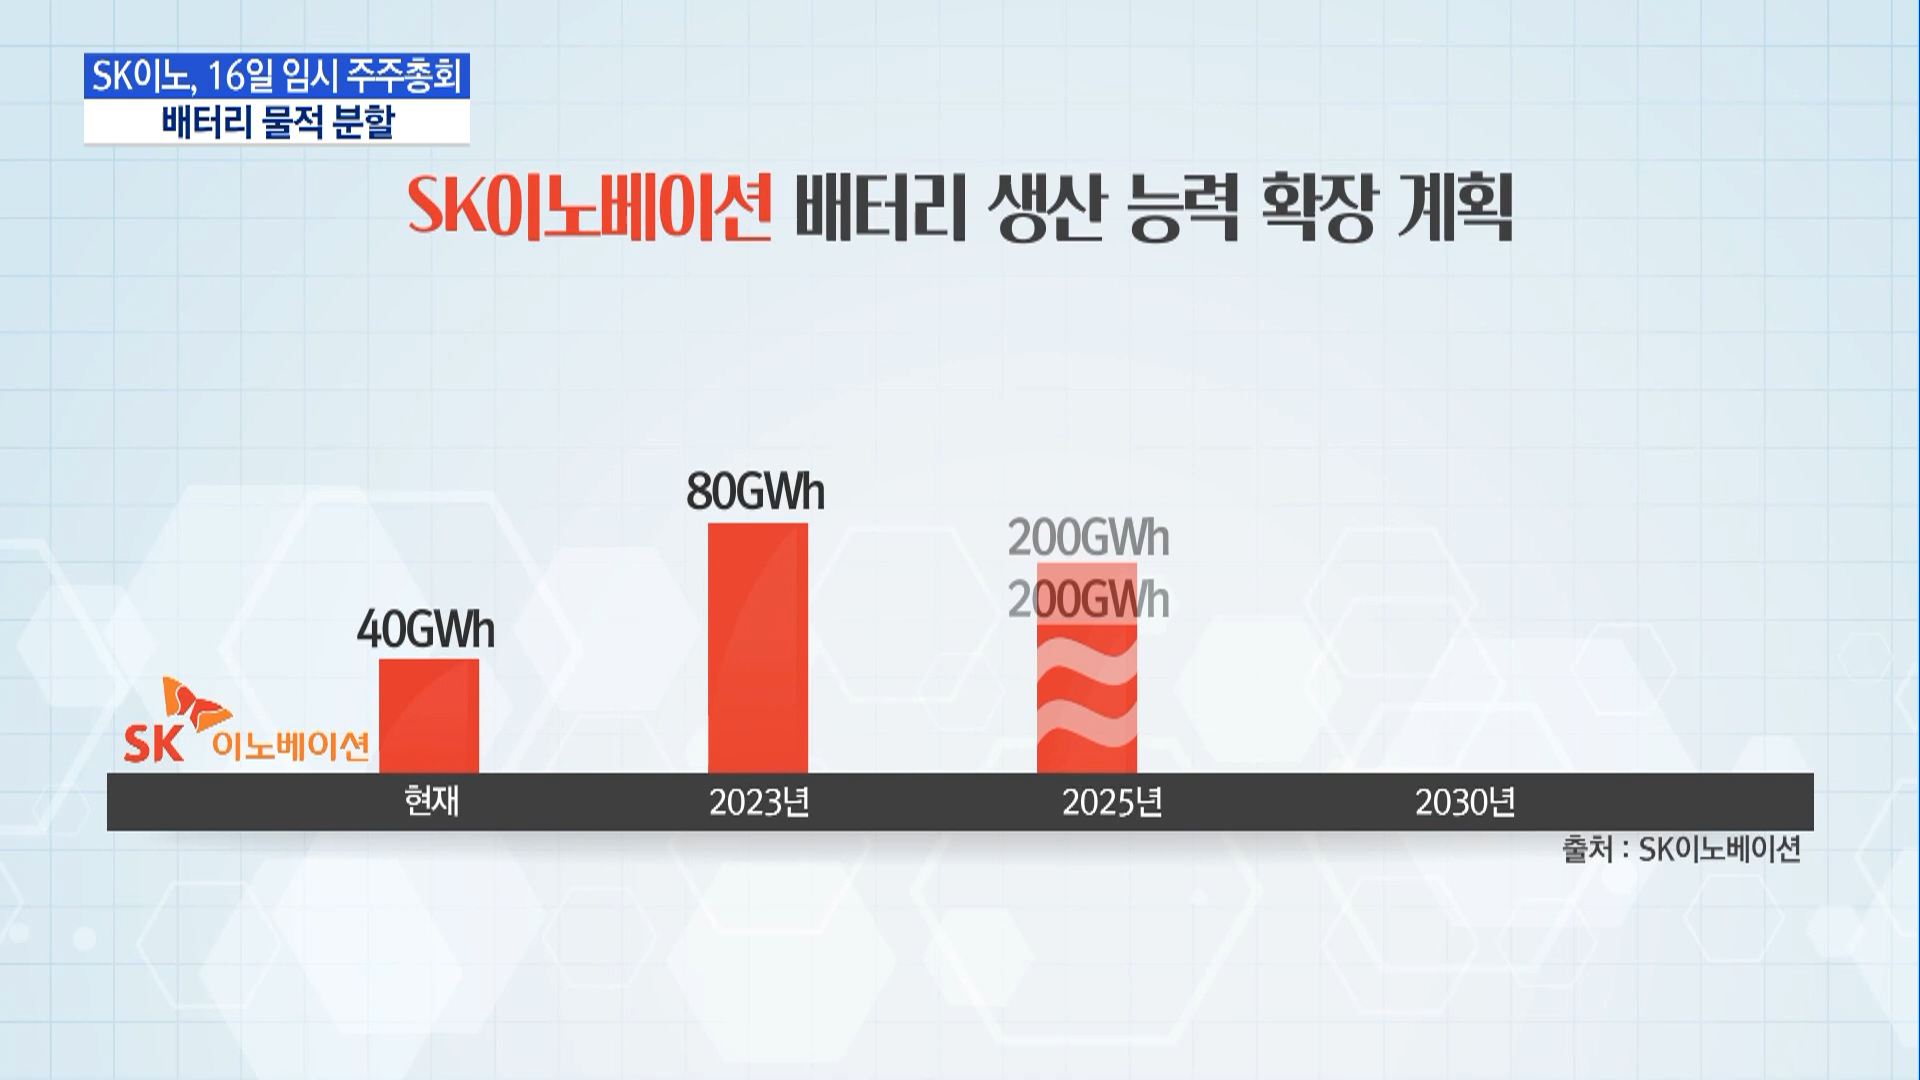 SK이노, 16일 임시 주주총회
배터리 물적 분할
SK이노베이션 배터리 생산 능력 확장 계획
80GWh
200GWh
200GWh
40GWh
SK 이노베이션
현재 2023년 2025년 2030년
출처 : SK이노베이션